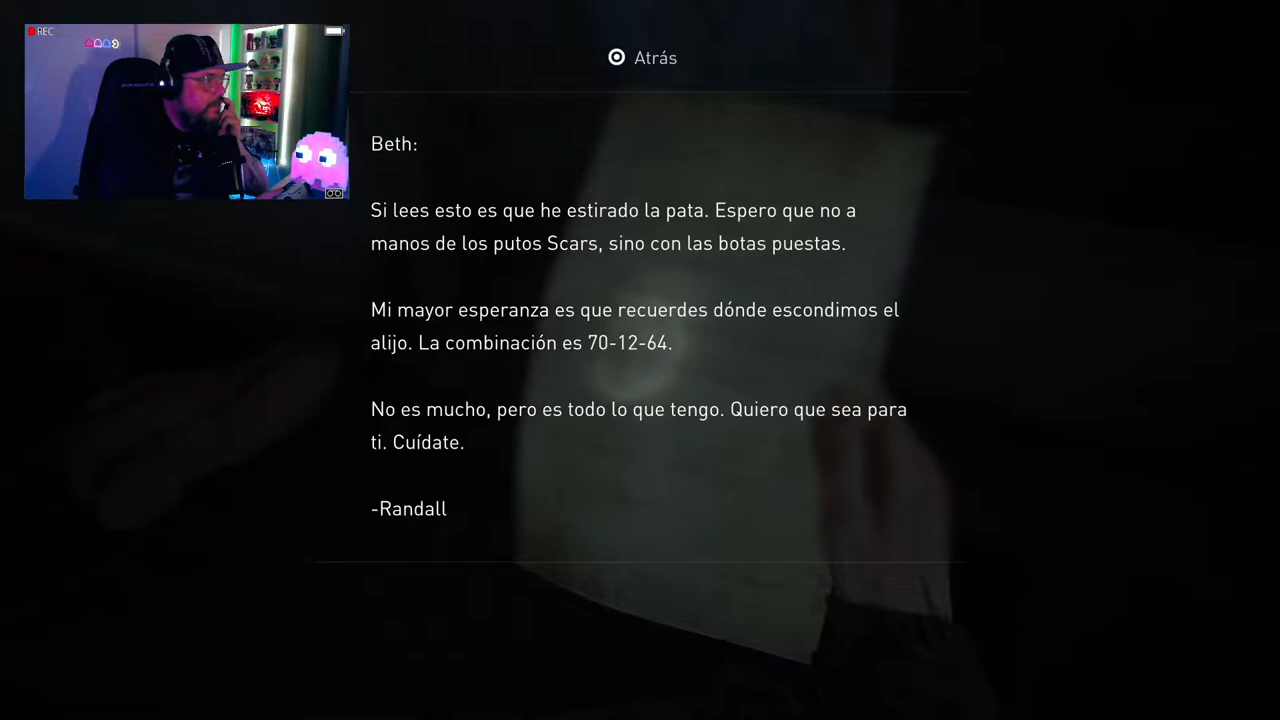 REC
Atrás
Beth:
Si lees esto es que he estirado la pata. Espero que no a
manos de los putos Scars, sino con las botas puestas.
Mi mayor esperanza es que recuerdes dónde escondimos el
alijo. La combinación es 70-12-64.
No es mucho, pero es todo lo que tengo. Quiero que sea para
ti. Cuídate.
-Randall